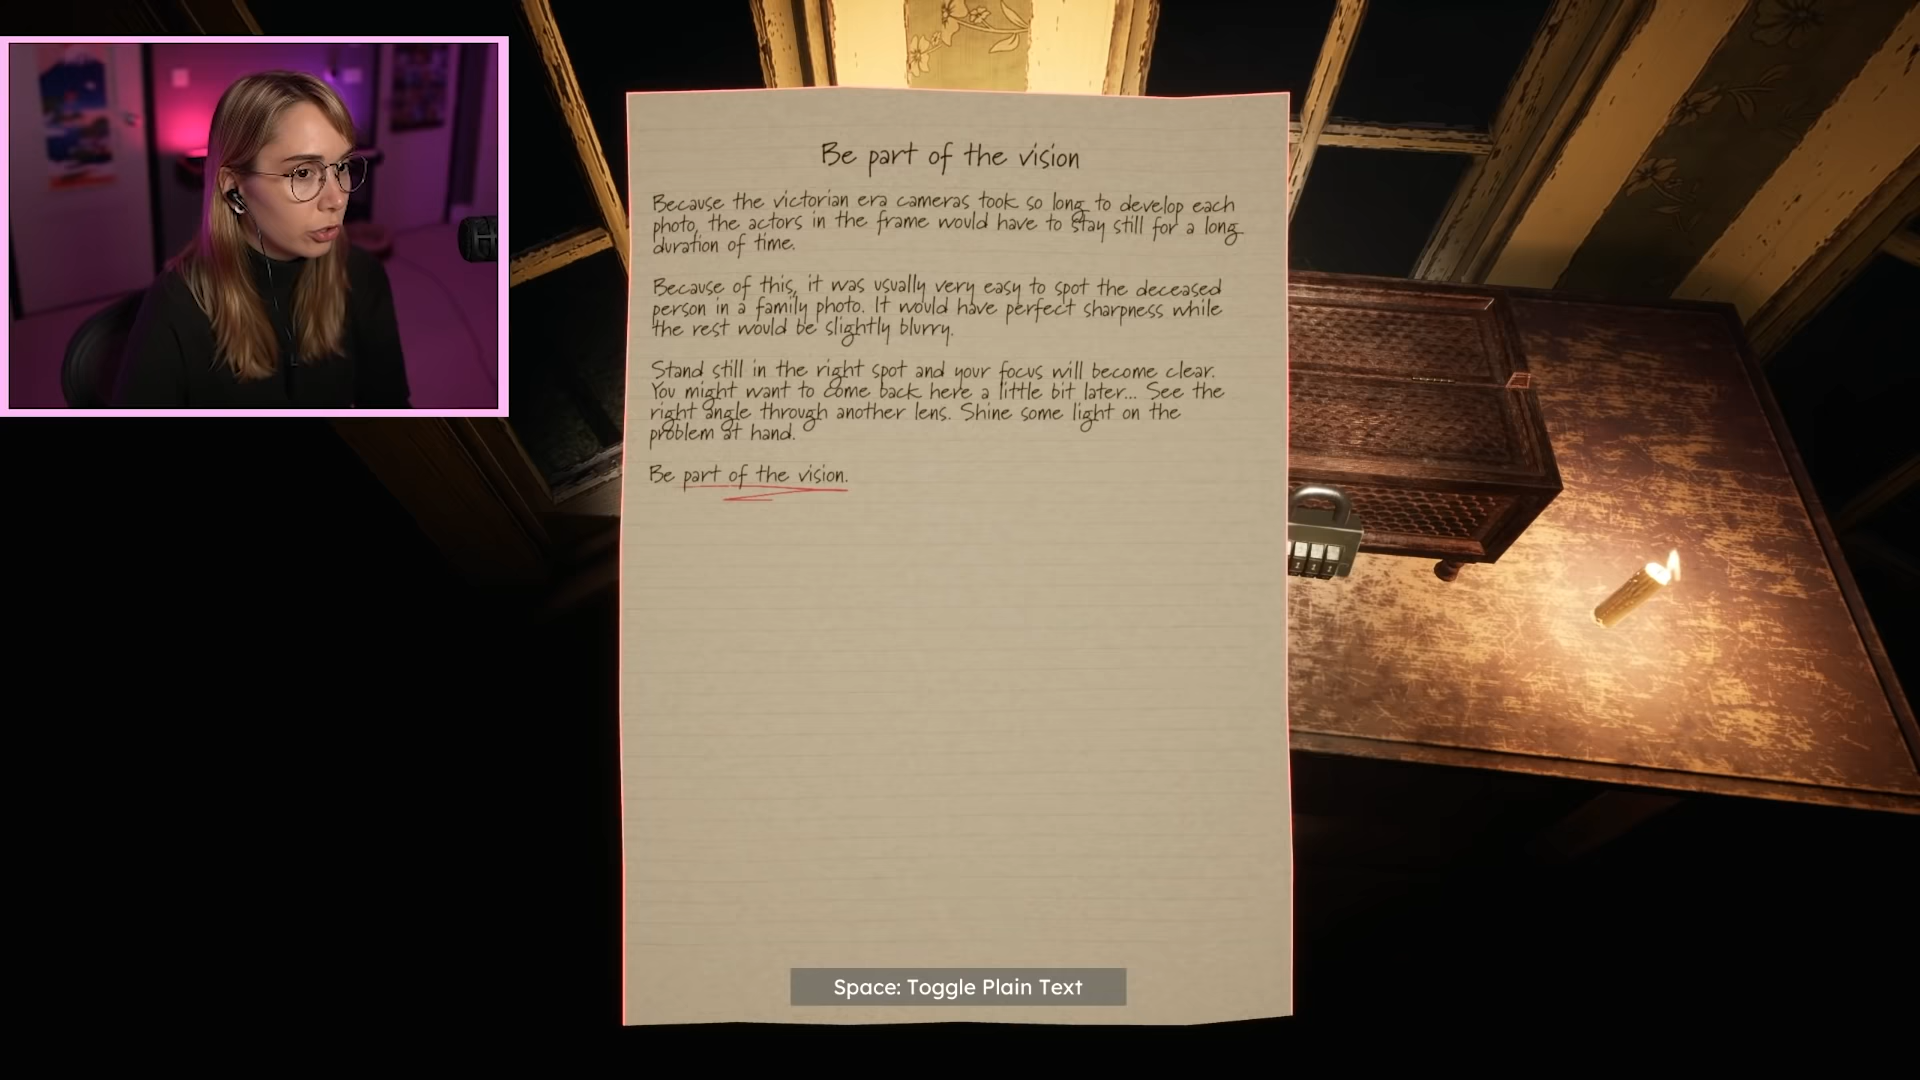 Be part of the vision
Because the victorian era cameras took so long to develop each
photo, the actors in the frame would have to stay still for a long
duration of time.
Because of this, it was usually very easy to spot the deceased
person in a family photo. It would have perfect sharpness while
the rest would be slightly blurry.
Stand still in the right spot and your focus will become clear.
You might want to come back here a little bit later... See the
right angle through another lens. Shine some light on the
problem at hand.
Be part of the vision.
Space: Toggle Plain Text